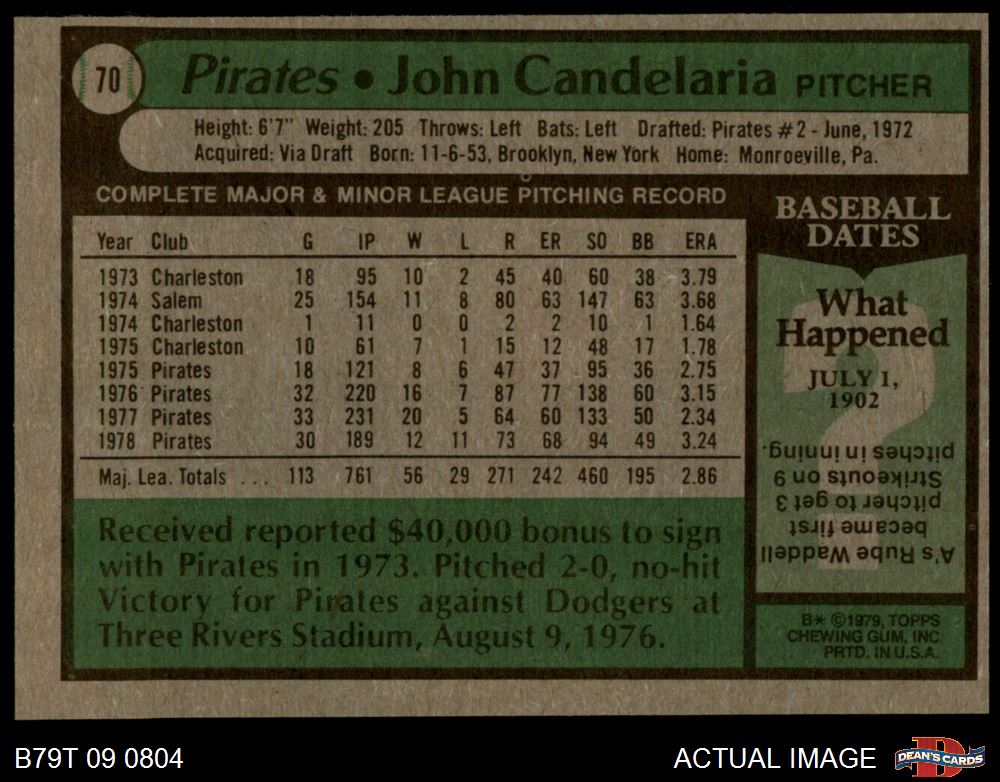 70
Pirates • John Candelaria PITCHER
Height: 6'7" Weight: 205 Throws: Left Bats: Left Drafted: Pirates #2 - June, 1972
Acquired: Via Draft Born: 11-6-53, Brooklyn, New York Home: Monroeville, Pa.
COMPLETE MAJOR & MINOR LEAGUE PITCHING RECORD
Year Club G IP W L R ER SO BB ERA
1973 Charleston 18 95 10 2 45 40 60 38 3.79
1974 Salem 25 154 11 8 80 63 147 63 3.68
1974 Charleston 1 11 0 0 2 2 10 1 1.64
1975 Charleston 10 61 7 1 15 12 48 17 1.78
1975 Pirates 18 121 8 6 47 37 95 36 2.75
1976 Pirates 32 220 16 7 87 77 138 60 3.15
1977 Pirates 33 231 20 5 64 60 133 50 2.34
1978 Pirates 30 189 12 11 73 68 94 49 3.24
Maj. Lea. Totals ... 113 761 56 29 271 242 460 195 2.86
Received reported $40,000 bonus to sign
with Pirates in 1973. Pitched 2-0, no-hit
Victory for Pirates against Dodgers at
Three Rivers Stadium, August 9, 1976.
BASEBALL
DATES
What
Happened
JULY 1,
1902
?
A's Rube Waddell
became first
pitcher to get 3
Strikeouts on 9
pitches in inning.
B* ©1979, TOPPS
CHEWING GUM, INC
PRTD. IN U.S.A.
B79T 09 0804
ACTUAL IMAGE
D
DEAN'S CARDS